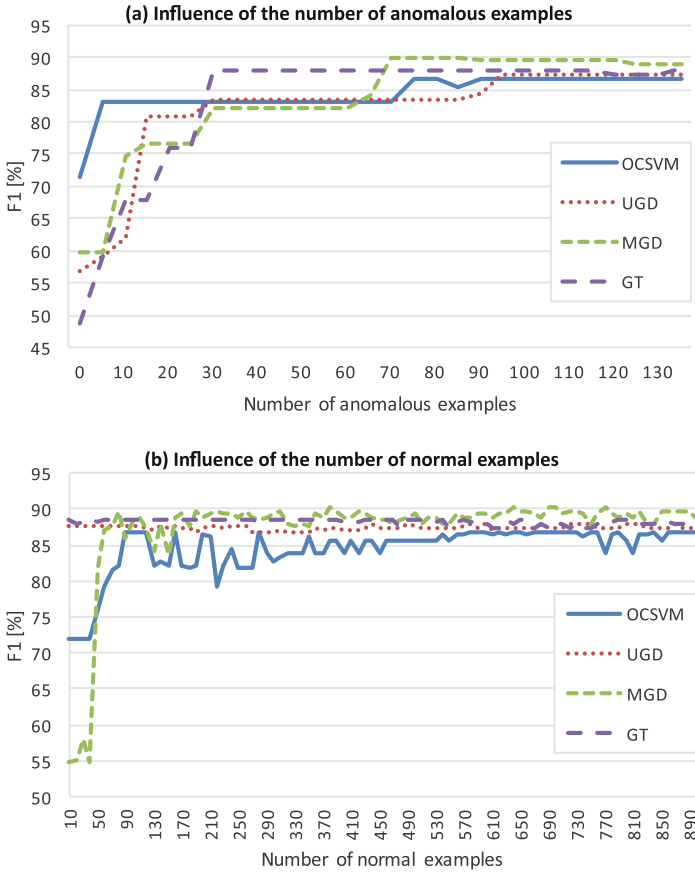 (a) Influence of the number of anomalous examples
95
90
85
80
75
70
65
60
55
50
45
F1 [%]
OCSVM
UGD
MGD
GT
0 10 20 30 40 50 60 70 80 90 100 110 120 130
Number of anomalous examples
(b) Influence of the number of normal examples
95
90
85
80
75
70
65
60
55
50
F1 [%]
OCSVM
UGD
MGD
GT
10 50 90 130 170 210 250 290 330 370 410 450 490 530 570 610 650 690 730 770 810 850 890
Number of normal examples